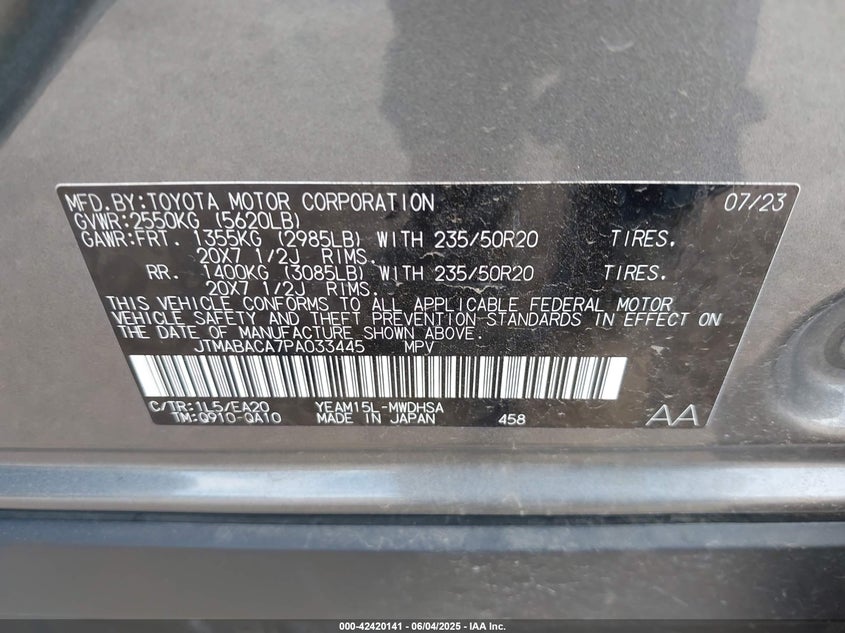 MFD.BY:TOYOTA MOTOR CORPORATION 07/23
GVWR:2550KG (5620LB)
GAWR:FRT. 1355KG (2985LB) WITH 235/50R20 TIRES.
20X7 1/2J RIMS.
RR. 1400KG (3085LB) WITH 235/50R20 TIRES.
20X7 1/2J RIMS.
THIS VEHICLE CONFORMS TO ALL APPLICABLE FEDERAL MOTOR
VEHICLE SAFETY AND THEFT PREVENTION STANDARDS IN EFFECT ON
THE DATE OF MANUFACTURE SHOWN ABOVE.
JTMABACA7PA033445 MPV
C/TR:1L5/EA20 YEAM15L-MWDHSA
TM:Q910-QA10 MADE IN JAPAN 458 AA
000-42420141 - 06/04/2025 - IAA Inc.